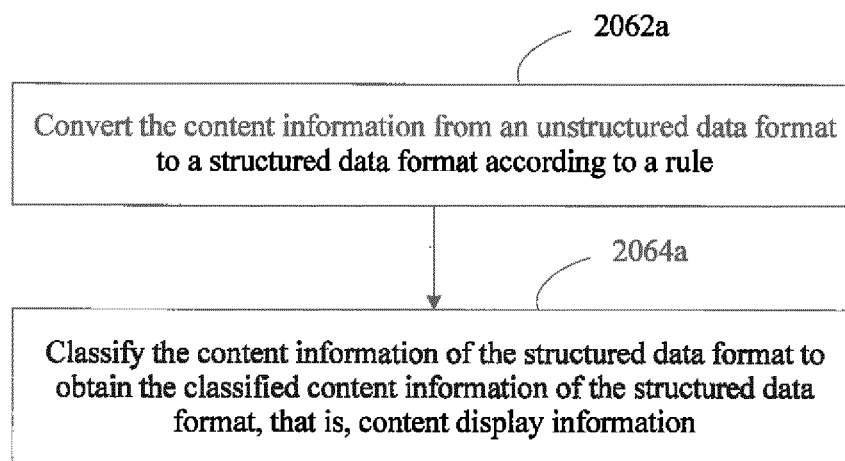 2062a
Convert the content information from an unstructured data format
to a structured data format according to a rule
2064a
Classify the content information of the structured data format to
obtain the classified content information of the structured data
format, that is, content display information